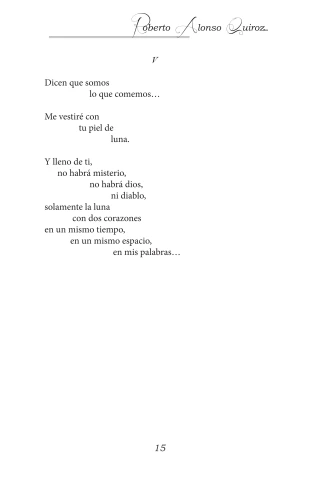 Roberto Alonso Quiroz..
V
Dicen que somos
lo que comemos…
Me vestiré con
tu piel de
luna.
Y lleno de ti,
no habrá misterio,
no habrá dios,
ni diablo,
solamente la luna
con dos corazones
en un mismo tiempo,
en un mismo espacio,
en mis palabras…
15